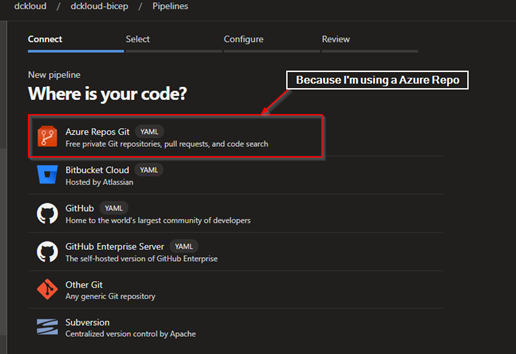 dckloud / dckloud-bicep / Pipelines
Connect Select Configure Review
New pipeline
Because I'm using a Azure Repo
Where is your code?
Azure Repos Git YAML
Free private Git repositories, pull requests, and code search
Bitbucket Cloud YAML
Hosted by Atlassian
GitHub YAML
Home to the world's largest community of developers
GitHub Enterprise Server YAML
The self-hosted version of GitHub Enterprise
Other Git
Any generic Git repository
Subversion
Centralized version control by Apache